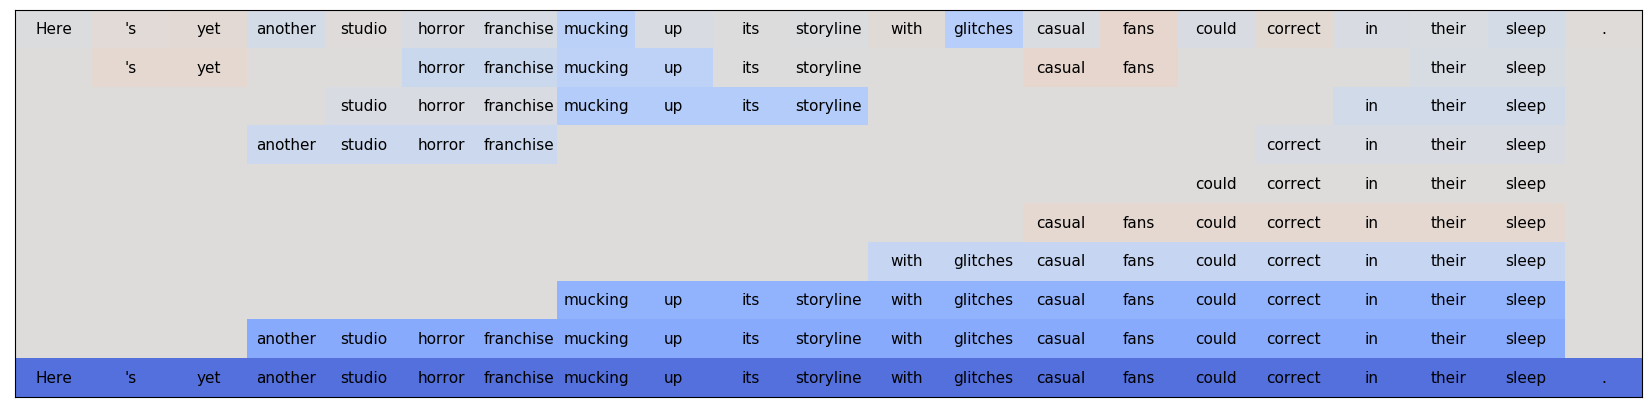 Here 's yet another studio horror franchise mucking up its storyline with glitches casual fans could correct in their sleep .
's yet horror franchise mucking up its storyline casual fans their sleep
studio horror franchise mucking up its storyline in their sleep
another studio horror franchise correct in their sleep
could correct in their sleep
casual fans could correct in their sleep
with glitches casual fans could correct in their sleep
mucking up its storyline with glitches casual fans could correct in their sleep
another studio horror franchise mucking up its storyline with glitches casual fans could correct in their sleep
Here 's yet another studio horror franchise mucking up its storyline with glitches casual fans could correct in their sleep .